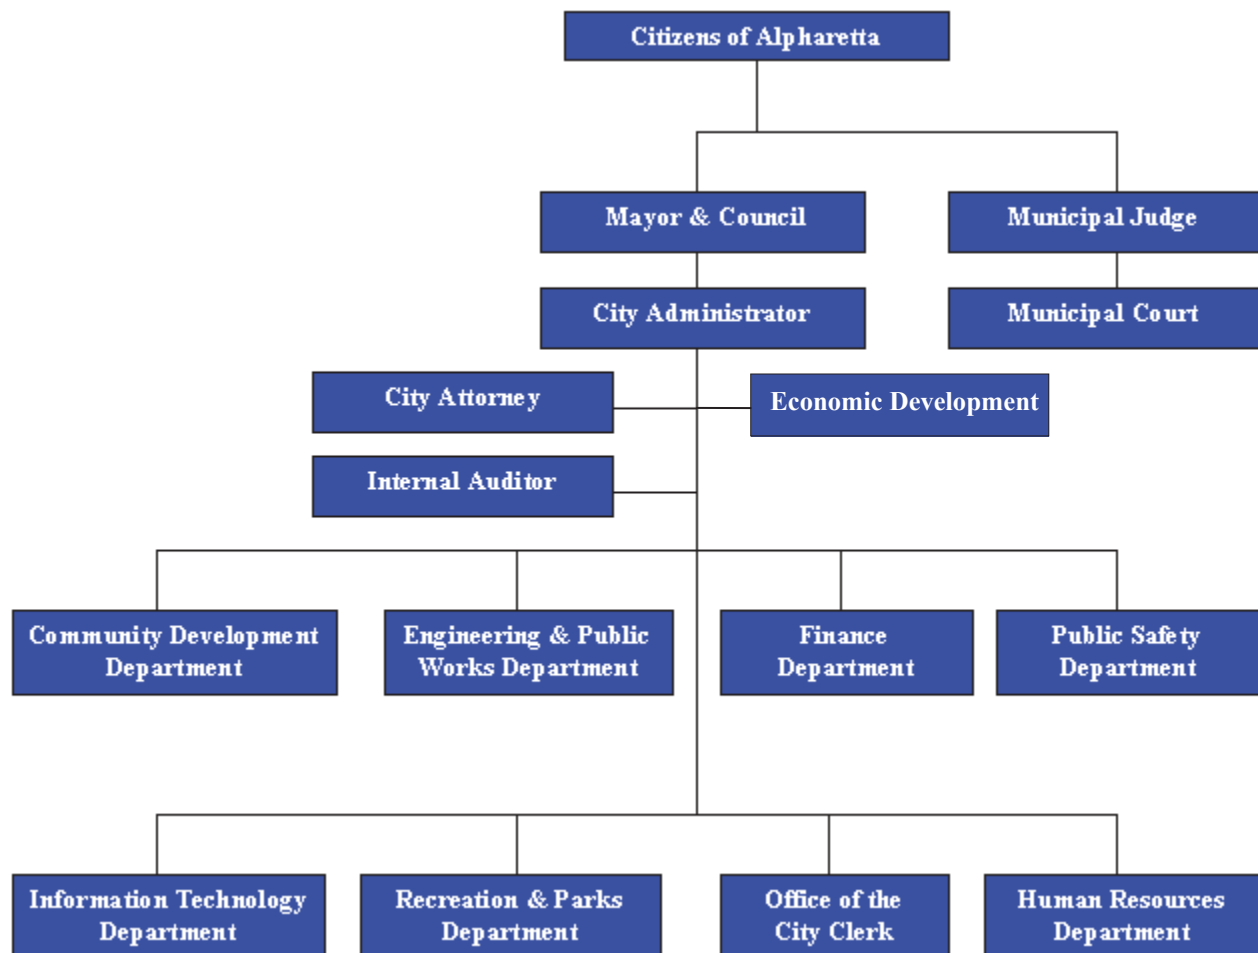 Citizens of Alpharetta
Mayor & Council
Municipal Judge
City Administrator
Municipal Court
City Attorney
Economic Development
Internal Auditor
Community Development
Department
Engineering & Public
Works Department
Finance
Department
Public Safety
Department
Information Technology
Department
Recreation & Parks
Department
Office of the
City Clerk
Human Resources
Department